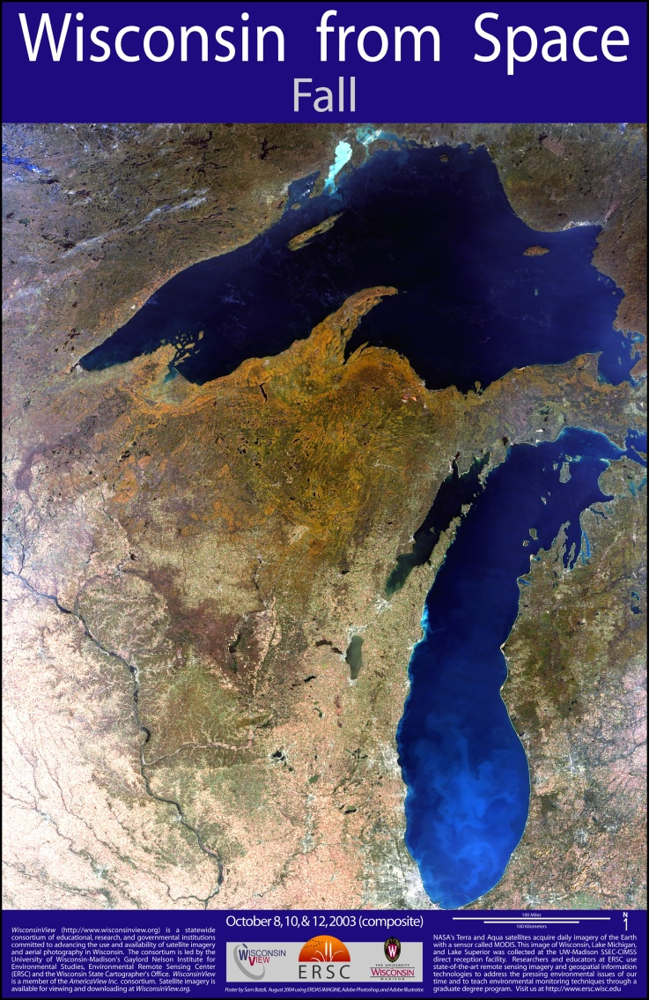 Wisconsin from Space
Fall
October 8, 10, & 12, 2003 (composite)
WisconsinView (http://www.wisconsinview.org) is a statewide
consortium of educational, research, and governmental institutions
committed to advancing the use and availability of satellite imagery
and aerial photography in Wisconsin. The consortium is led by the
University of Wisconsin-Madison's Gaylord Nelson Institute for
Environmental Studies, Environmental Remote Sensing Center
(ERSC) and the Wisconsin State Cartographer's Office. WisconsinView
is a member of the AmericaView Inc. consortium. Satellite imagery is
available for viewing and downloading at WisconsinView.org.
WISCONSIN
VIEW
ERSC
THE UNIVERSITY
of
WISCONSIN
MADISON
Poster by Sam Batzli, August 2004 using ERDAS IMAGINE, Adobe Photoshop, and Adobe Illustrator.
100 Miles
100 Kilometers
N
NASA's Terra and Aqua satellites acquire daily imagery of the Earth
with a sensor called MODIS. This image of Wisconsin, Lake Michigan,
and Lake Superior was collected at the UW-Madison SSEC-CIMSS
direct reception facility. Researchers and educators at ERSC use
state-of-the-art remote sensing imagery and geospatial information
technologies to address the pressing environmental issues of our
time and to teach environmental monitoring techniques through a
graduate degree program. Visit us at http://www.ersc.wisc.edu